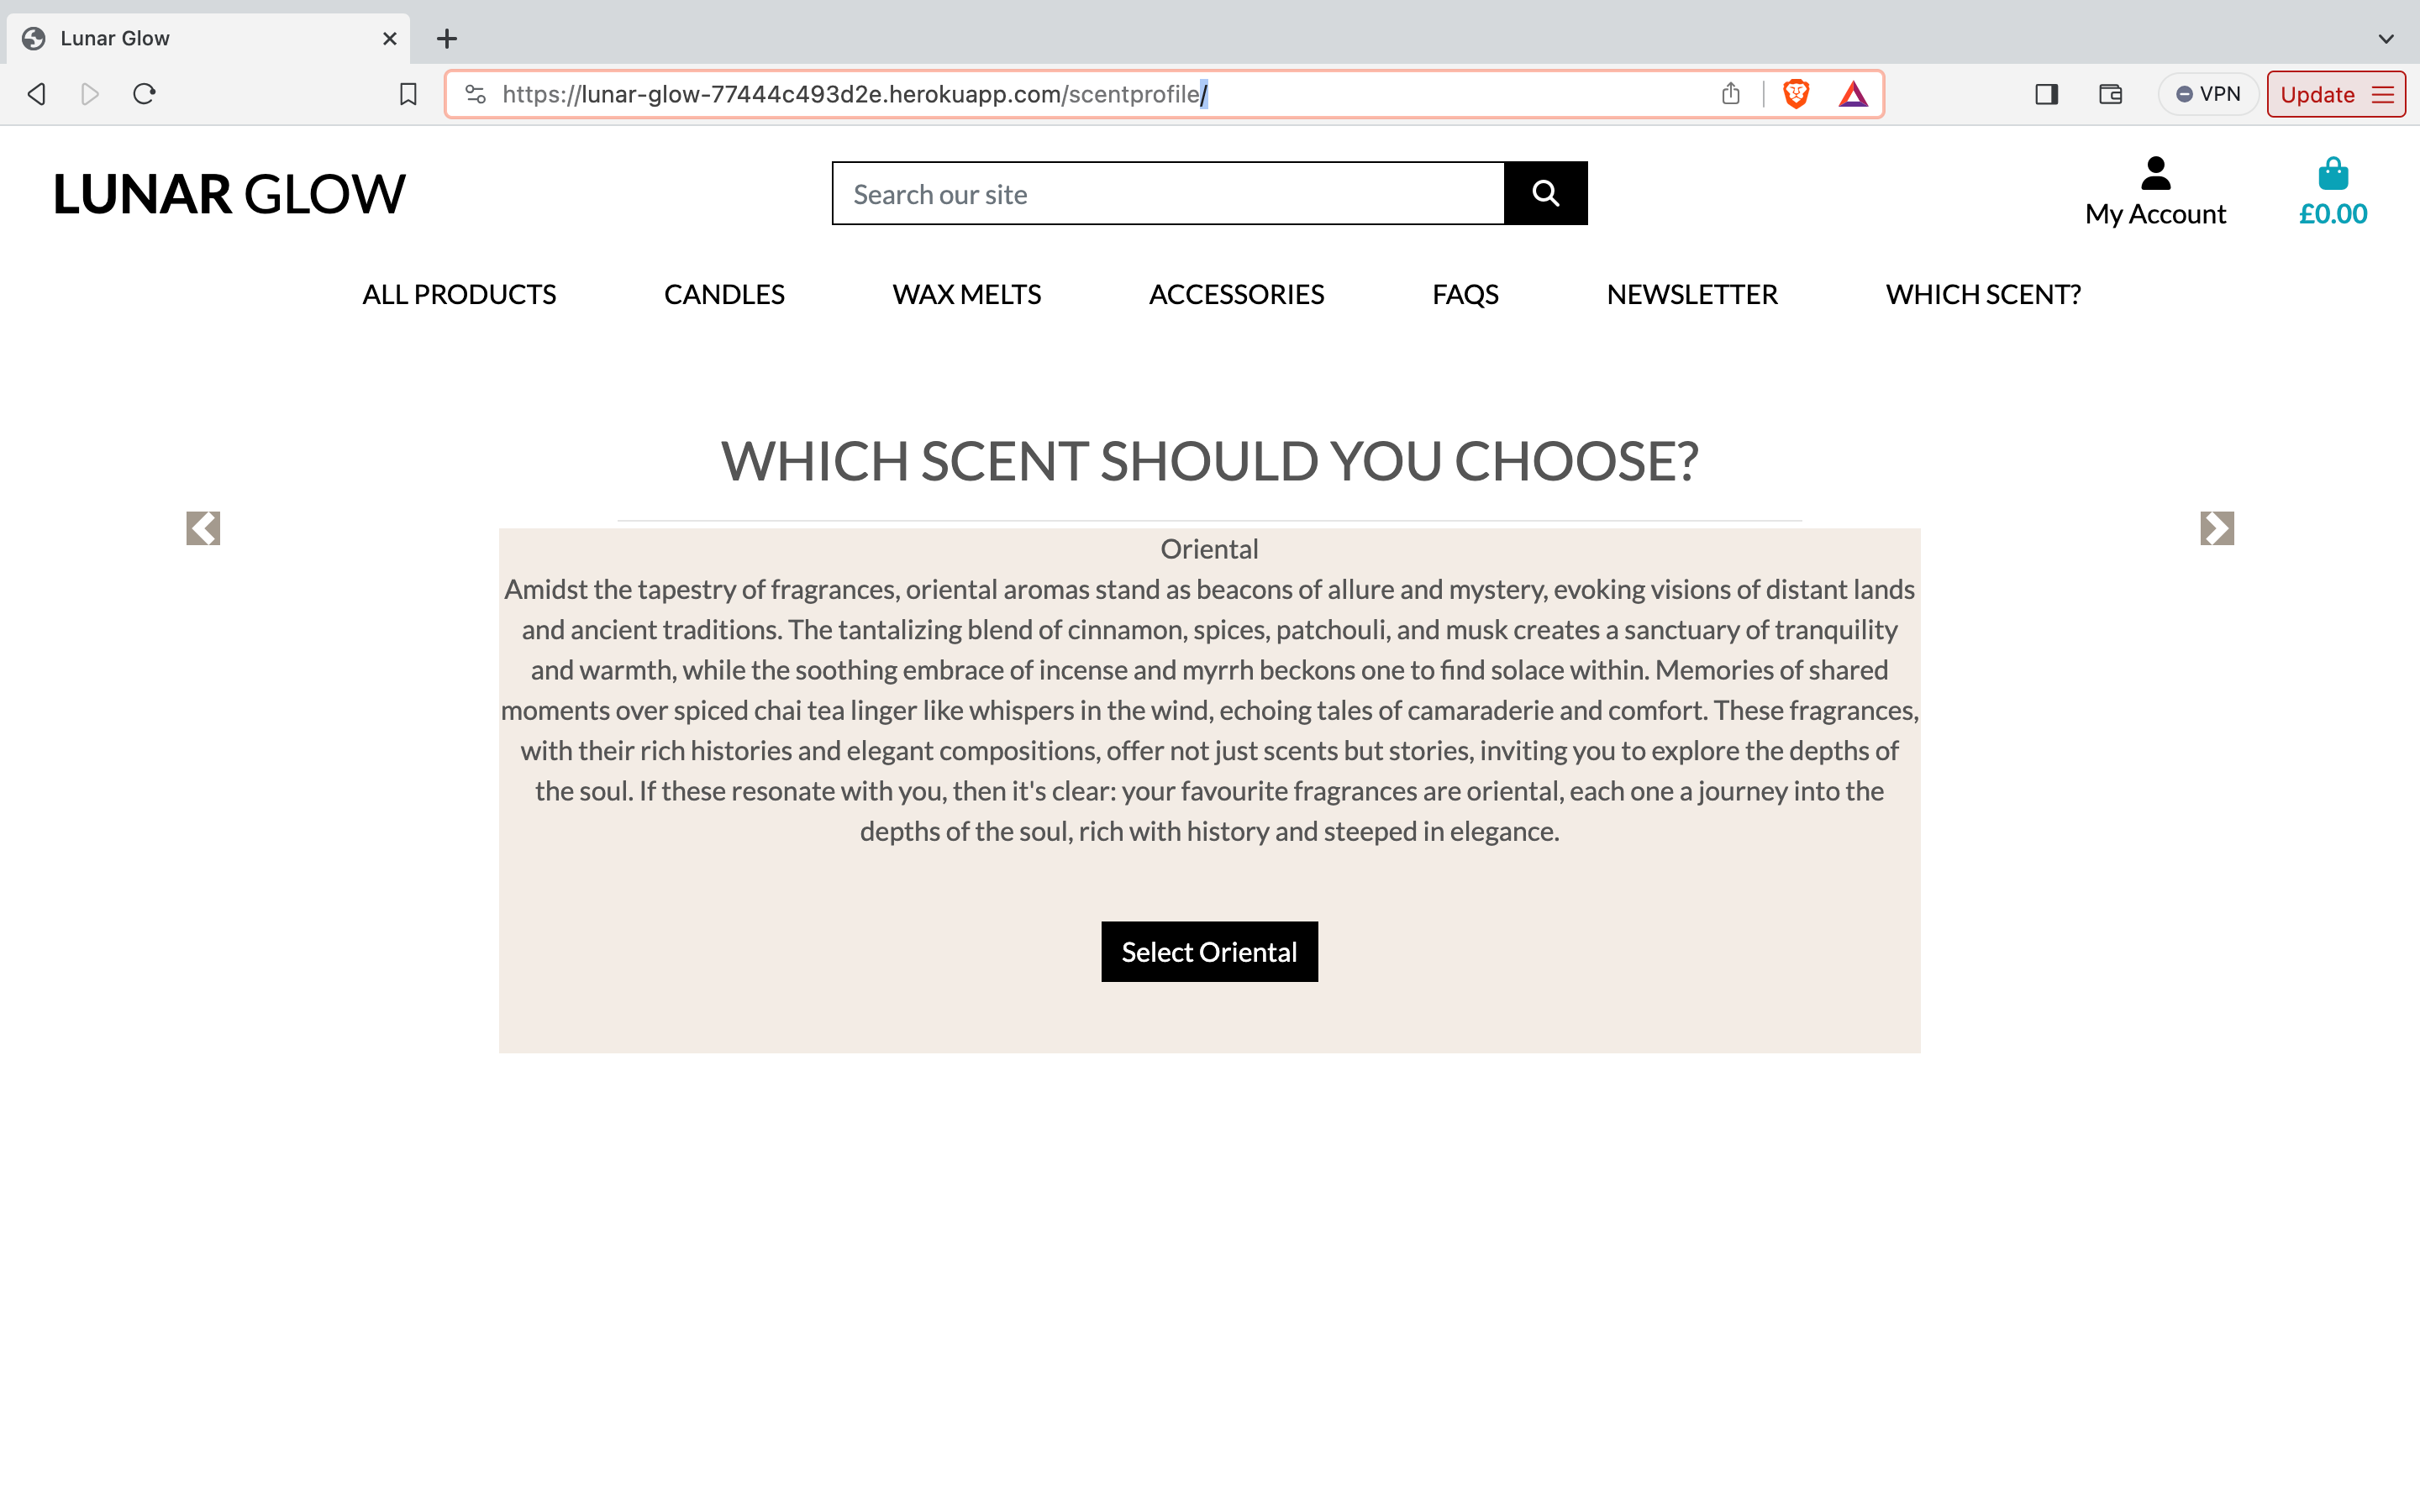 Lunar Glow
https://lunar-glow-77444c493d2e.herokuapp.com/scentprofile/
VPN
Update
LUNAR GLOW
Search our site
My Account
£0.00
ALL PRODUCTS
CANDLES
WAX MELTS
ACCESSORIES
FAQS
NEWSLETTER
WHICH SCENT?
WHICH SCENT SHOULD YOU CHOOSE?
Oriental
Amidst the tapestry of fragrances, oriental aromas stand as beacons of allure and mystery, evoking visions of distant lands
and ancient traditions. The tantalizing blend of cinnamon, spices, patchouli, and musk creates a sanctuary of tranquility
and warmth, while the soothing embrace of incense and myrrh beckons one to find solace within. Memories of shared
moments over spiced chai tea linger like whispers in the wind, echoing tales of camaraderie and comfort. These fragrances,
with their rich histories and elegant compositions, offer not just scents but stories, inviting you to explore the depths of
the soul. If these resonate with you, then it's clear: your favourite fragrances are oriental, each one a journey into the
depths of the soul, rich with history and steeped in elegance.
Select Oriental